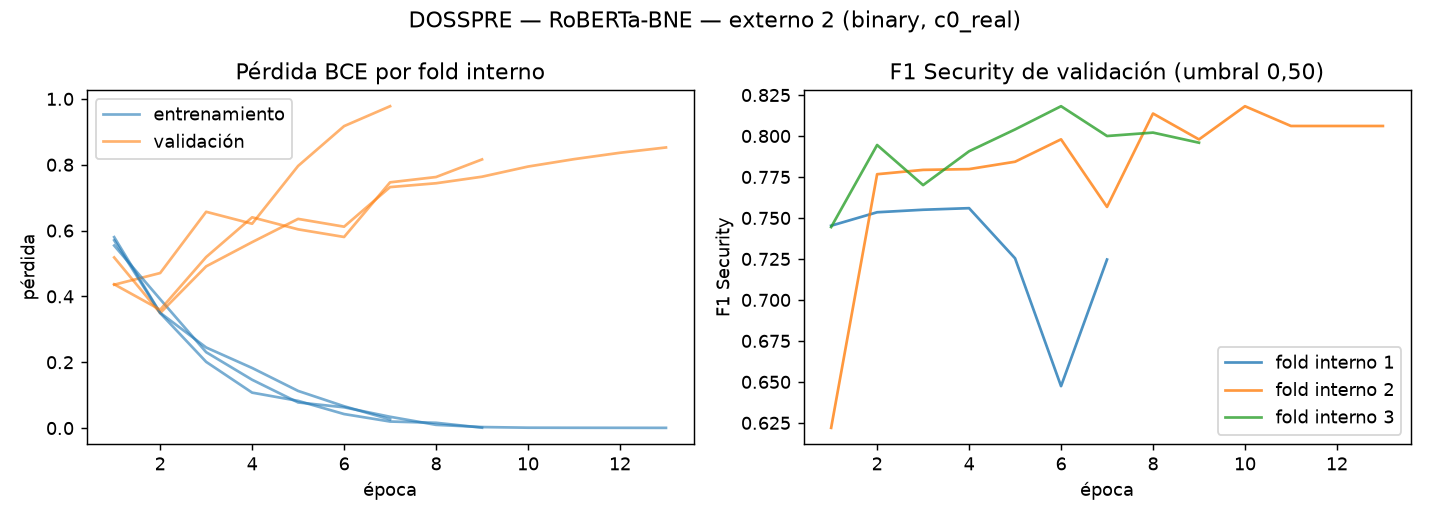 DOSSPRE — RoBERTa-BNE — externo 2 (binary, c0_real)
Pérdida BCE por fold interno
pérdida
1.0
0.8
0.6
0.4
0.2
0.0
entrenamiento
validación
2
4
6
8
10
12
época
F1 Security de validación (umbral 0,50)
F1 Security
0.825
0.800
0.775
0.750
0.725
0.700
0.675
0.650
0.625
fold interno 1
fold interno 2
fold interno 3
2
4
6
8
10
12
época